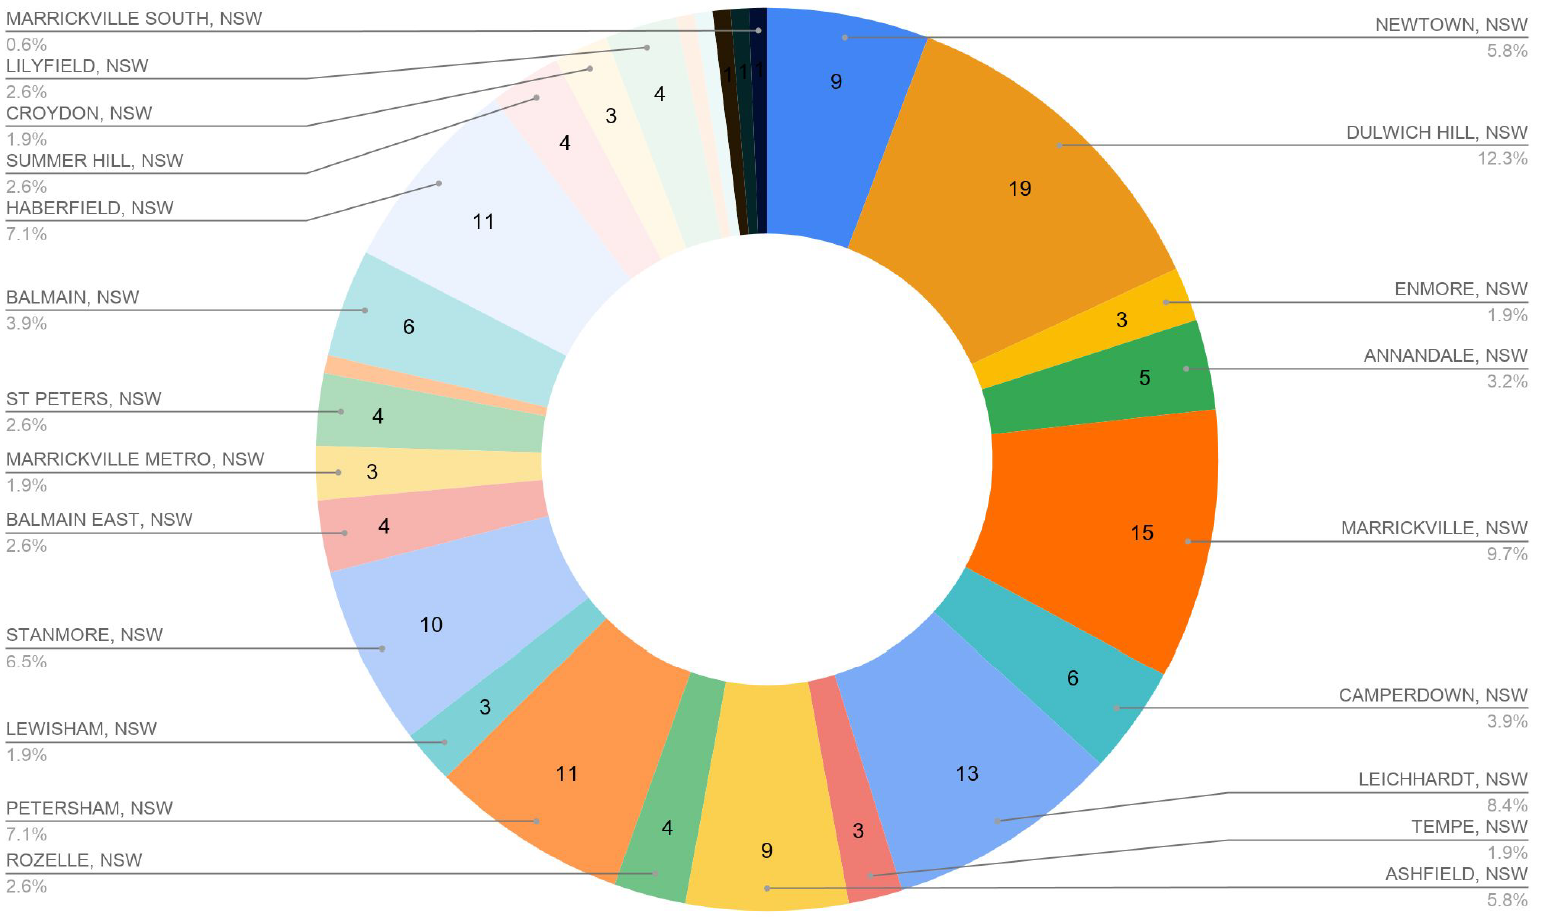 MARRICKVILLE SOUTH, NSW
0.6%
LILYFIELD, NSW
2.6%
CROYDON, NSW
1.9%
SUMMER HILL, NSW
2.6%
HABERFIELD, NSW
7.1%
BALMAIN, NSW
3.9%
ST PETERS, NSW
2.6%
MARRICKVILLE METRO, NSW
1.9%
BALMAIN EAST, NSW
2.6%
STANMORE, NSW
6.5%
LEWISHAM, NSW
1.9%
PETERSHAM, NSW
7.1%
ROZELLE, NSW
2.6%
NEWTOWN, NSW
5.8%
DULWICH HILL, NSW
12.3%
ENMORE, NSW
1.9%
ANNANDALE, NSW
3.2%
MARRICKVILLE, NSW
9.7%
CAMPERDOWN, NSW
3.9%
LEICHHARDT, NSW
8.4%
TEMPE, NSW
1.9%
ASHFIELD, NSW
5.8%
9
19
3
5
15
6
13
3
9
4
11
3
10
4
3
4
6
11
4
3
4
1
1
1